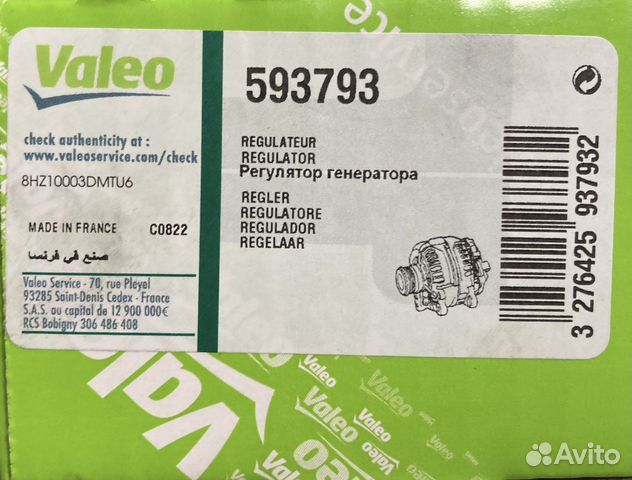 Valeo
593793
check authenticity at :
www.valeoservice.com/check
8HZ10003DMTU6
MADE IN FRANCE C0822
صنع في فرنسا
Valeo Service - 70, rue Pleyel
93285 Saint-Denis Cedex - France
S.A.S. au capital de 12 900 000€
RCS Bobigny 306 486 408
REGULATEUR
REGULATOR
Регулятор генератора
REGLER
REGULATORE
REGULADOR
REGELAAR
3 276425 937932
Valeo
Valeo
Valeo
SERVICE
Avito